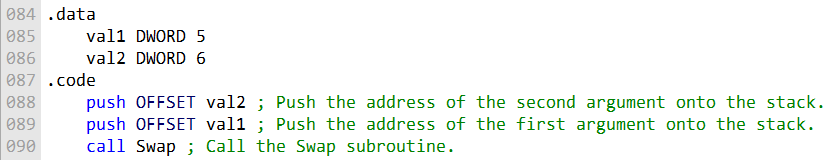 084 .data
085     val1 DWORD 5
086     val2 DWORD 6
087 .code
088     push OFFSET val2 ; Push the address of the second argument onto the stack.
089     push OFFSET val1 ; Push the address of the first argument onto the stack.
090     call Swap ; Call the Swap subroutine.